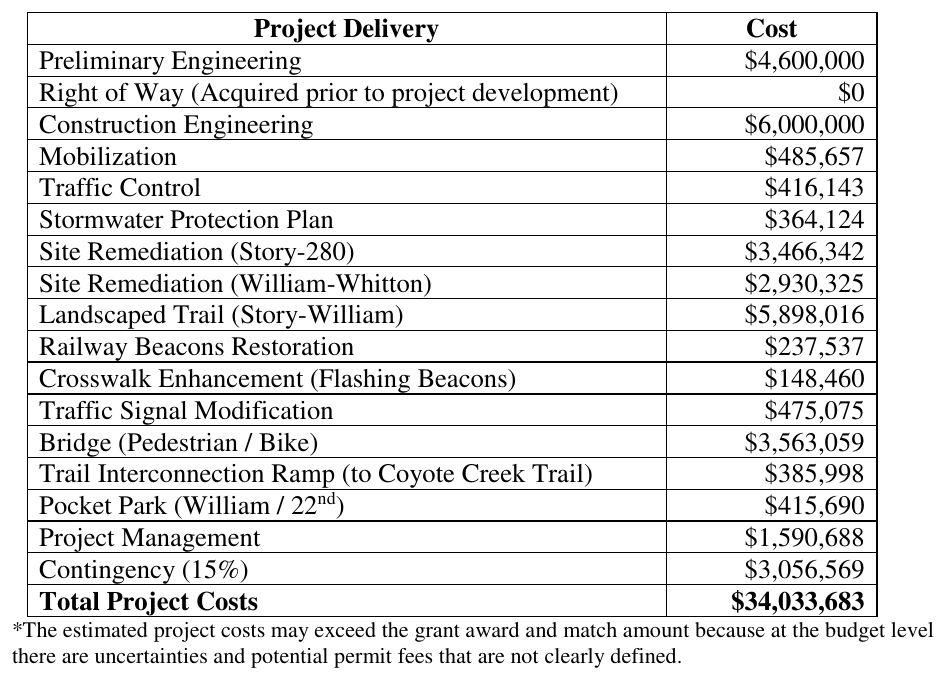 Project Delivery Cost
Preliminary Engineering $4,600,000
Right of Way (Acquired prior to project development) $0
Construction Engineering $6,000,000
Mobilization $485,657
Traffic Control $416,143
Stormwater Protection Plan $364,124
Site Remediation (Story-280) $3,466,342
Site Remediation (William-Whitton) $2,930,325
Landscaped Trail (Story-William) $5,898,016
Railway Beacons Restoration $237,537
Crosswalk Enhancement (Flashing Beacons) $148,460
Traffic Signal Modification $475,075
Bridge (Pedestrian / Bike) $3,563,059
Trail Interconnection Ramp (to Coyote Creek Trail) $385,998
Pocket Park (William / 22nd) $415,690
Project Management $1,590,688
Contingency (15%) $3,056,569
Total Project Costs $34,033,683
*The estimated project costs may exceed the grant award and match amount because at the budget level
there are uncertainties and potential permit fees that are not clearly defined.